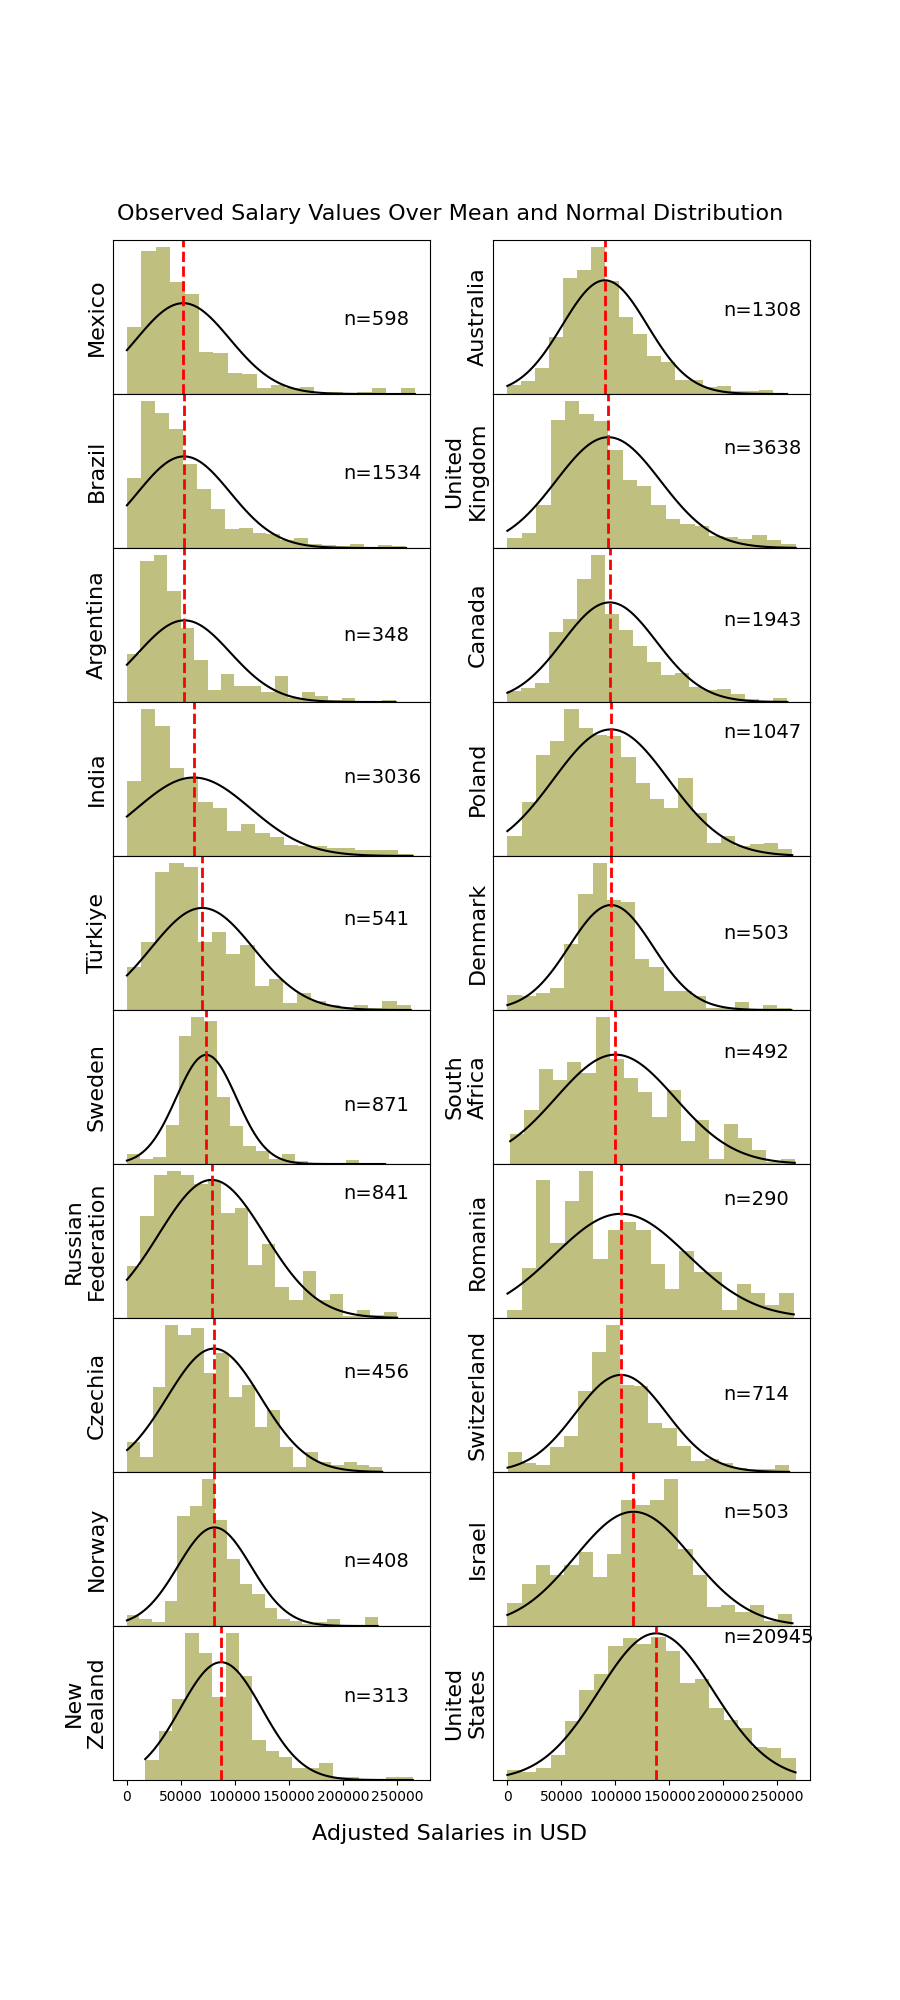 Observed Salary Values Over Mean and Normal Distribution
Mexico
n=598
Brazil
n=1534
Argentina
n=348
India
n=3036
Türkiye
n=541
Sweden
n=871
Russian
Federation
n=841
Czechia
n=456
Norway
n=408
New
Zealand
n=313
0 50000 100000 150000 200000 250000
Australia
n=1308
United
Kingdom
n=3638
Canada
n=1943
Poland
n=1047
Denmark
n=503
South
Africa
n=492
Romania
n=290
Switzerland
n=714
Israel
n=503
United
States
n=20945
0 50000 100000 150000 200000 250000
Adjusted Salaries in USD